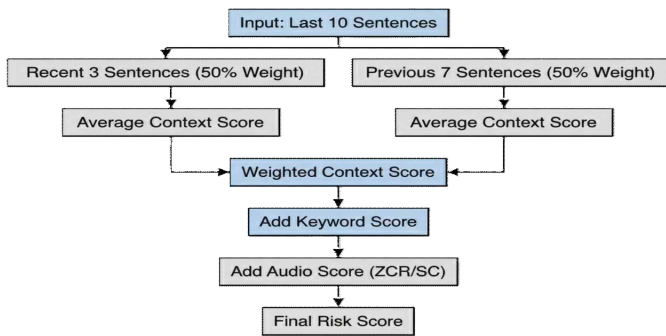 Input: Last 10 Sentences
Recent 3 Sentences (50% Weight)
Previous 7 Sentences (50% Weight)
Average Context Score
Average Context Score
Weighted Context Score
Add Keyword Score
Add Audio Score (ZCR/SC)
Final Risk Score